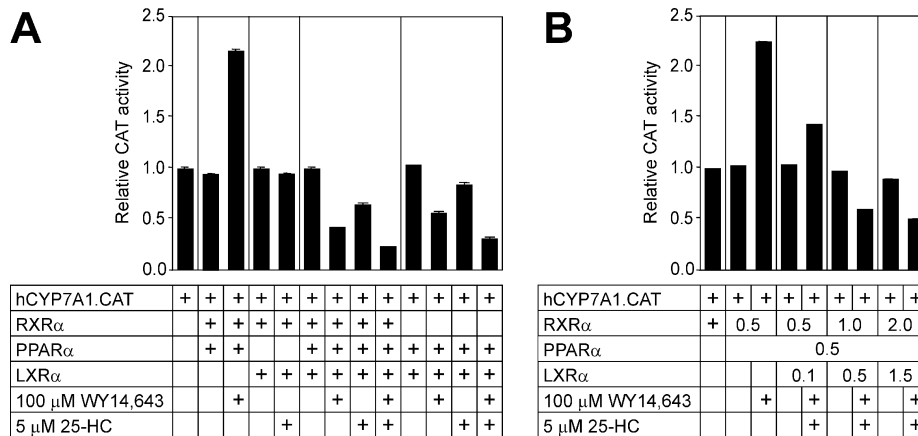 A
Relative CAT activity
2.5
2.0
1.5
1.0
0.5
0.0
hCYP7A1.CAT + + + + + + + + + + + + +
RXRα + + + + + + + +
PPARα + + + + + + + + + +
LXRα + + + + + + + + + +
100 μM WY14,643 + + + + +
5 μM 25-HC + + + + +
B
Relative CAT activity
2.5
2.0
1.5
1.0
0.5
0.0
hCYP7A1.CAT + + + + + + + + +
RXRα + 0.5 0.5 1.0 2.0
PPARα 0.5
LXRα 0.1 0.5 1.5
100 μM WY14,643 + + + +
5 μM 25-HC + + +